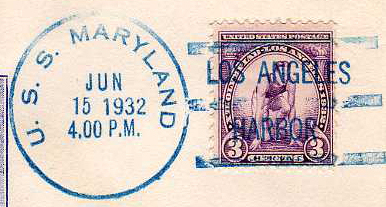 U. S. S. MARYLAND
JUN
15 1932
4.00 P.M.
LOS ANGELES
HARBOR
UNITED STATES POSTAGE
3 3
CENTS